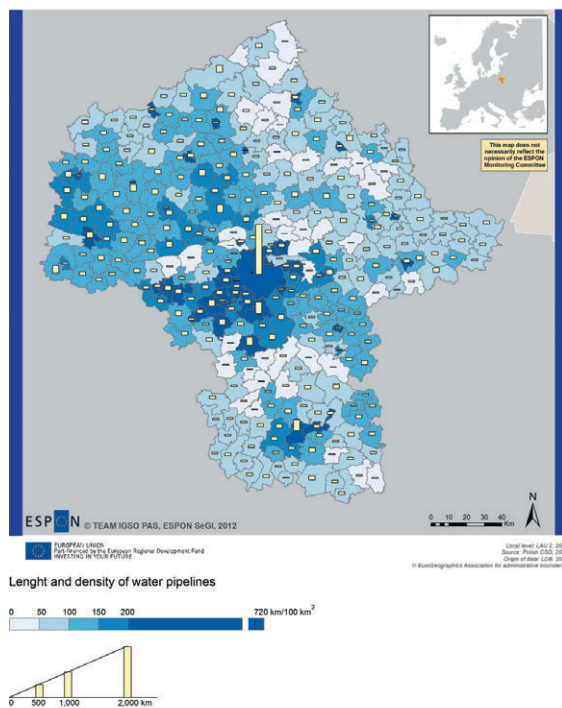 This map does not
necessarily reflect the
opinion of the ESPON
Monitoring Committee
ESPON
© TEAM IGSO PAS, ESPON SeGI, 2012
0 10 20 30 40
Km
N
EUROPEAN UNION
Part-financed by the European Regional Development Fund
INVESTING IN YOUR FUTURE
Local level: LAU 2, 20
Source: Polish CSO, 20
Origin of data: LDB, 20
© EuroGeographics Association for administrative boundar
Lenght and density of water pipelines
0 50 100 150 200 720 km/100 km²
0 500 1,000 2,000 km